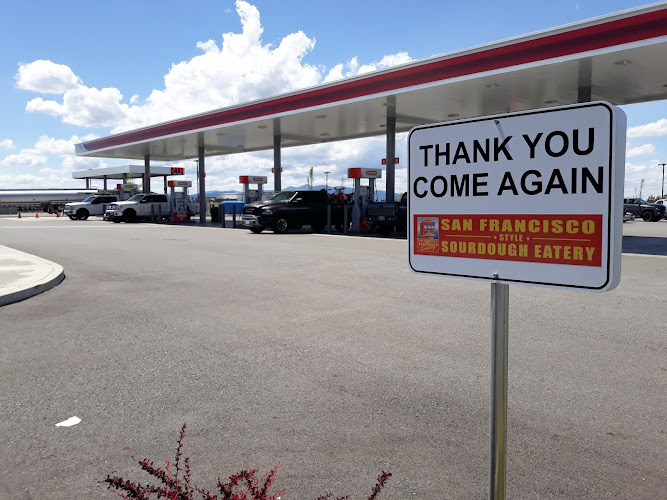 THANK YOU
COME AGAIN
SAN FRANCISCO
STYLE
SOURDOUGH EATERY